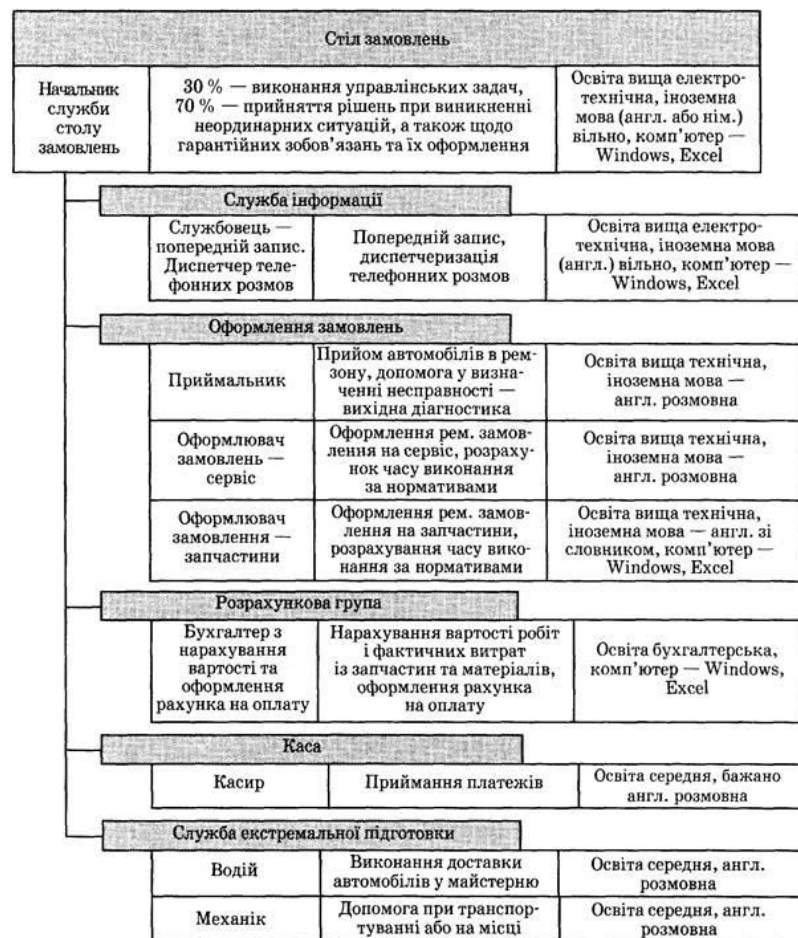 Стіл замовлень
Начальник
служби
столу
замовлень
30 % — виконання управлінських задач,
70 % — прийняття рішень при виникненні
неординарних ситуацій, а також щодо
гарантійних зобов’язань та їх оформлення
Освіта вища електро-
технічна, іноземна
мова (англ. або нім.)
вільно, комп’ютер —
Windows, Excel
Служба інформації
Службовець —
попередній запис.
Диспетчер теле-
фонних розмов
Попередній запис,
диспетчеризація
телефонних розмов
Освіта вища електро-
технічна, іноземна мова
(англ.) вільно, комп’ютер —
Windows, Excel
Оформлення замовлень
Приймальник
Прийом автомобілів в рем-
зону, допомога у визна-
ченні несправності —
вихідна діагностика
Освіта вища технічна,
іноземна мова —
англ. розмовна
Оформлювач
замовлень —
сервіс
Оформлення рем. замов-
лення на сервіс, розраху-
нок часу виконання
за нормативами
Освіта вища технічна,
іноземна мова —
англ. розмовна
Оформлювач
замовлення —
запчастини
Оформлення рем. замов-
лення на запчастини,
розрахування часу вико-
нання за нормативами
Освіта вища технічна,
іноземна мова — англ. зі
словником, комп’ютер —
Windows, Excel
Розрахункова група
Бухгалтер з
нарахування
вартості та
оформлення
рахунка на оплату
Нарахування вартості робіт
і фактичних витрат
із запчастин та матеріалів,
оформлення рахунка
на оплату
Освіта бухгалтерська,
комп’ютер — Windows,
Excel
Каса
Касир
Приймання платежів
Освіта середня, бажано
англ. розмовна
Служба екстремальної підготовки
Водій
Виконання доставки
автомобілів у майстерню
Освіта середня, англ.
розмовна
Механік
Допомога при транспор-
туванні або на місці
Освіта середня, англ.
розмовна